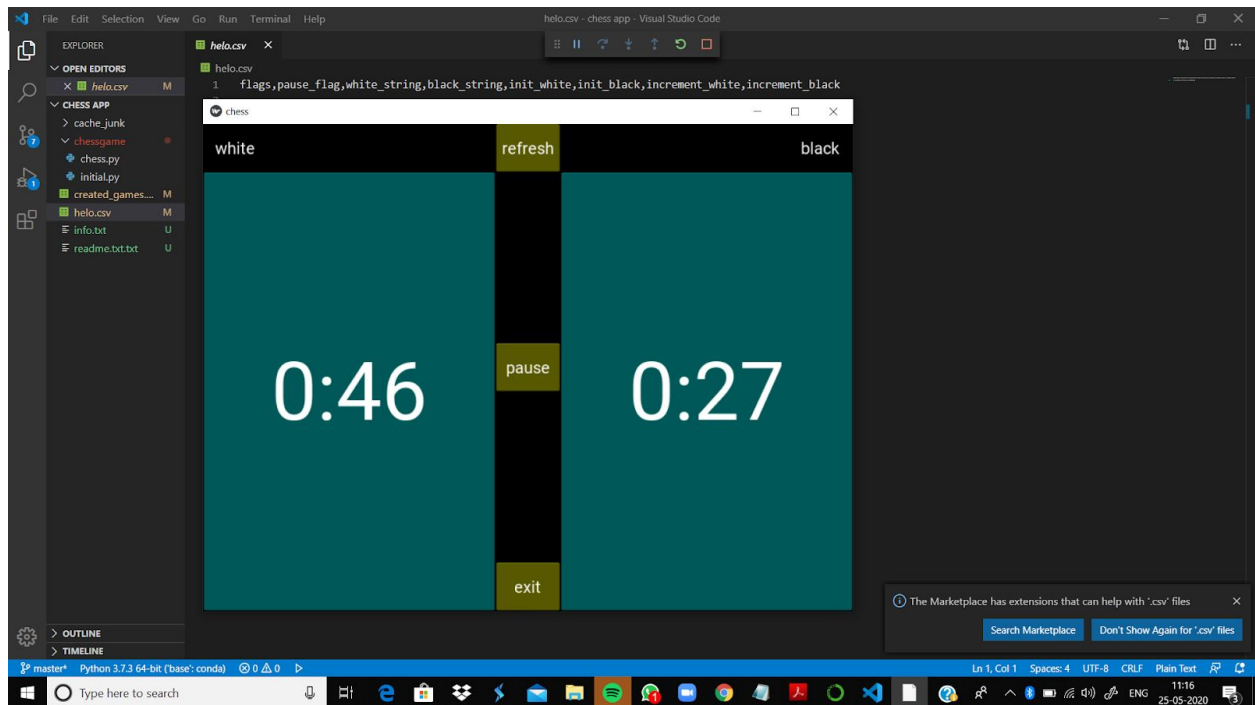 File Edit Selection View Go Run Terminal Help
helo.csv - chess app - Visual Studio Code
EXPLORER
helo.csv
OPEN EDITORS
helo.csv M
CHESS APP
cache_junk
chessgame
chess.py
initial.py
created_games.... M
helo.csv M
info.txt U
readme.txt.txt U
OUTLINE
TIMELINE
7
1
helo.csv
1 flags,pause_flag,white_string,black_string,init_white,init_black,increment_white,increment_black
chess
white
refresh
black
0:46
pause
0:27
exit
The Marketplace has extensions that can help with '.csv' files
Search Marketplace Don't Show Again for '.csv' files
master* Python 3.7.3 64-bit ('base': conda) 0 0 Ln 1, Col 1 Spaces: 4 UTF-8 CRLF Plain Text
Type here to search
ENG
11:16
25-05-2020
3